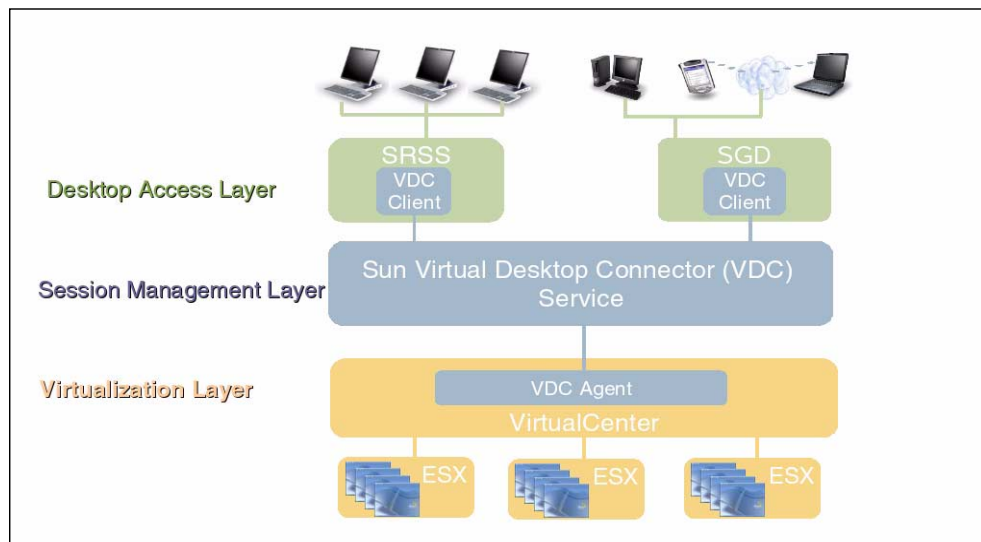 SRSS
VDC
Client
SGD
VDC
Client
Desktop Access Layer
Sun Virtual Desktop Connector (VDC)
Service
Session Management Layer
Virtualization Layer
VDC Agent
VirtualCenter
ESX
ESX
ESX